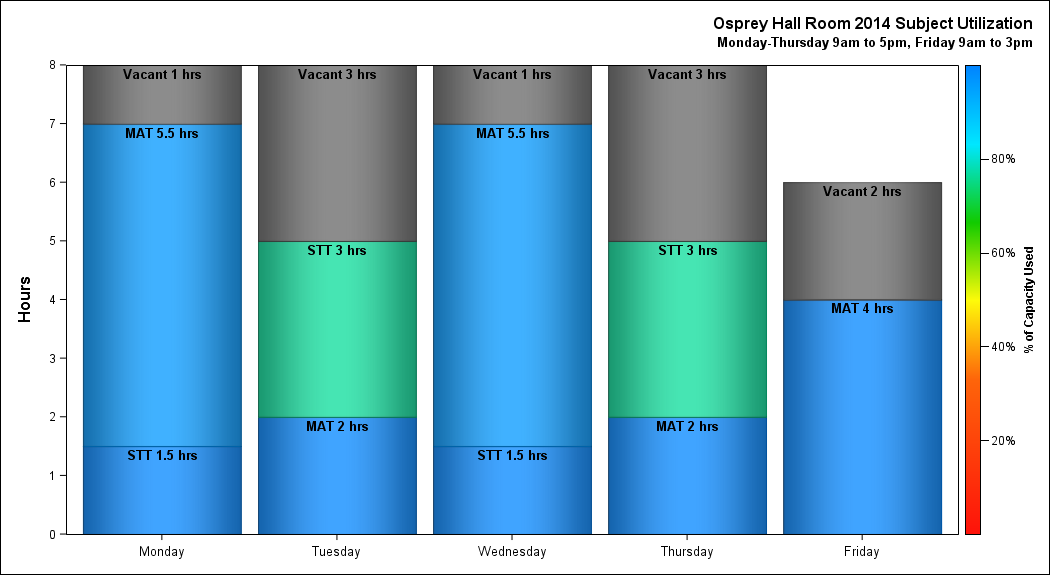 Osprey Hall Room 2014 Subject Utilization
Monday-Thursday 9am to 5pm, Friday 9am to 3pm
Hours
8
7
6
5
4
3
2
1
0
Vacant 1 hrs
MAT 5.5 hrs
STT 1.5 hrs
Vacant 3 hrs
STT 3 hrs
MAT 2 hrs
Vacant 1 hrs
MAT 5.5 hrs
STT 1.5 hrs
Vacant 3 hrs
STT 3 hrs
MAT 2 hrs
Vacant 2 hrs
MAT 4 hrs
Monday
Tuesday
Wednesday
Thursday
Friday
80%
60%
40%
20%
% of Capacity Used